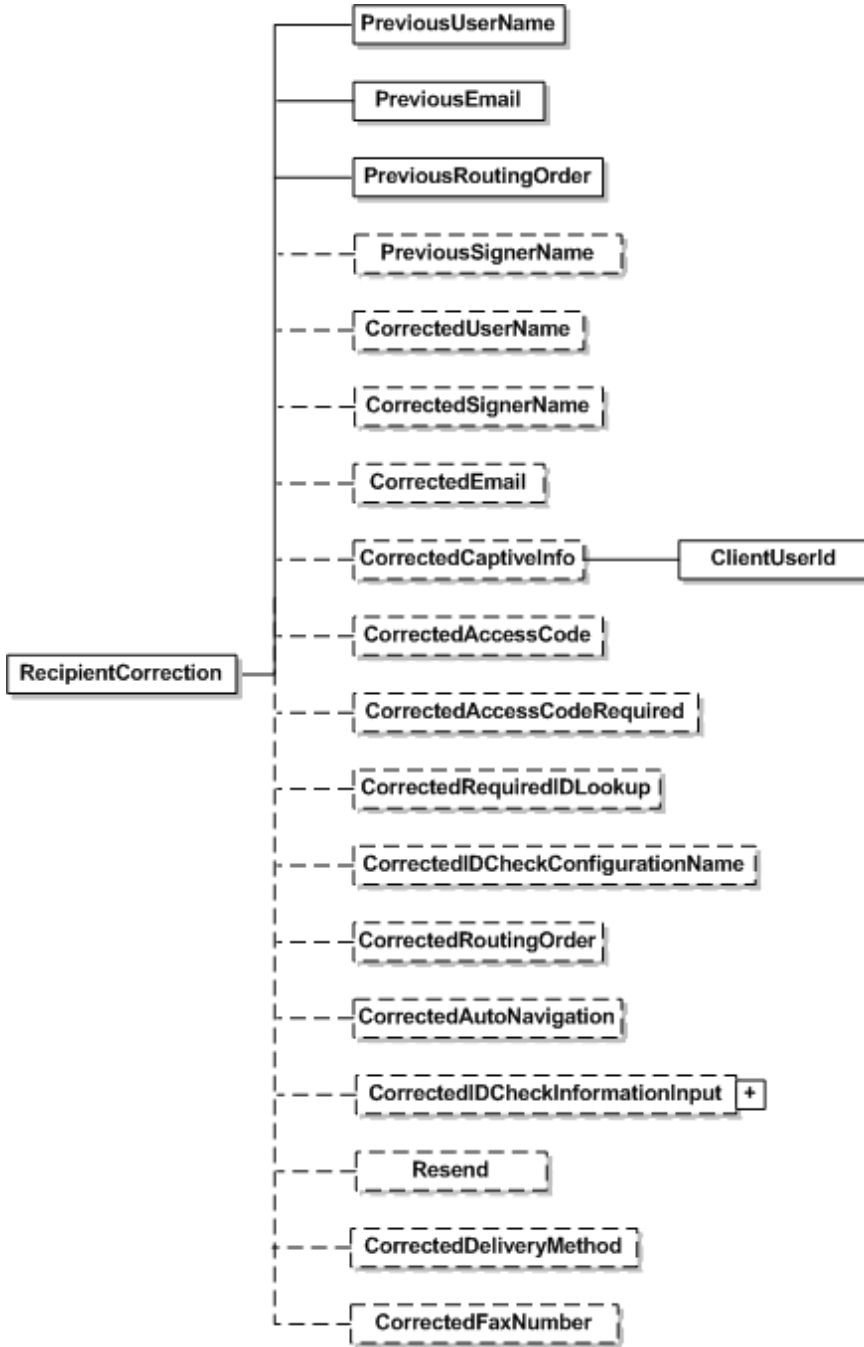 PreviousUserName
PreviousEmail
PreviousRoutingOrder
PreviousSignerName
CorrectedUserName
CorrectedSignerName
CorrectedEmail
CorrectedCaptiveInfo
ClientUserId
CorrectedAccessCode
RecipientCorrection
CorrectedAccessCodeRequired
CorrectedRequiredIDLookup
CorrectedIDCheckConfigurationName
CorrectedRoutingOrder
CorrectedAutoNavigation
CorrectedIDCheckInformationInput +
Resend
CorrectedDeliveryMethod
CorrectedFaxNumber